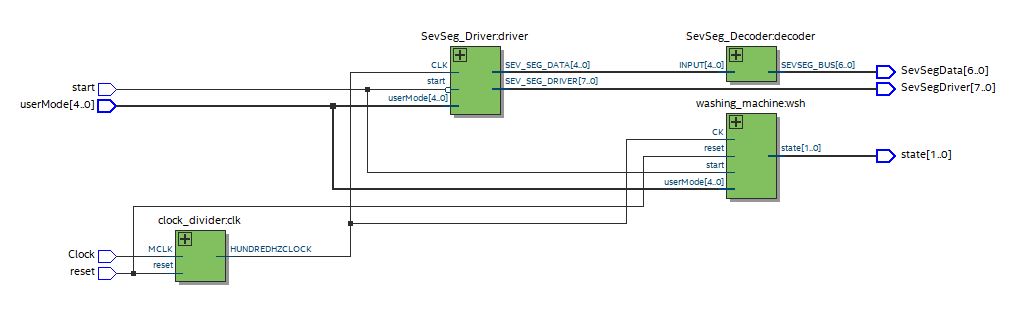 SevSeg_Driver:driver
SevSeg_Decoder:decoder
CLK
SEV_SEG_DATA[4..0]
INPUT[4..0]
SEVSEG_BUS[6..0]
SevSegData[6..0]
start
start
SEV_SEG_DRIVER[7..0]
SevSegDriver[7..0]
userMode[4..0]
userMode[4..0]
washing_machine:wsh
CK
reset
state[1..0]
state[1..0]
start
userMode[4..0]
clock_divider:clk
Clock
MCLK
HUNDREDHZCLOCK
reset
reset